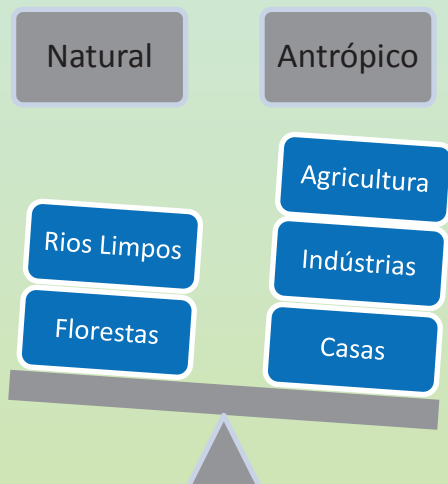 Natural
Antrópico
Rios Limpos
Florestas
Agricultura
Indústrias
Casas